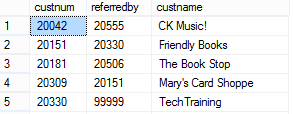 custnum referredby custname
1 20042 20555 CK Music!
2 20151 20330 Friendly Books
3 20181 20506 The Book Stop
4 20309 20151 Mary's Card Shoppe
5 20330 99999 TechTraining